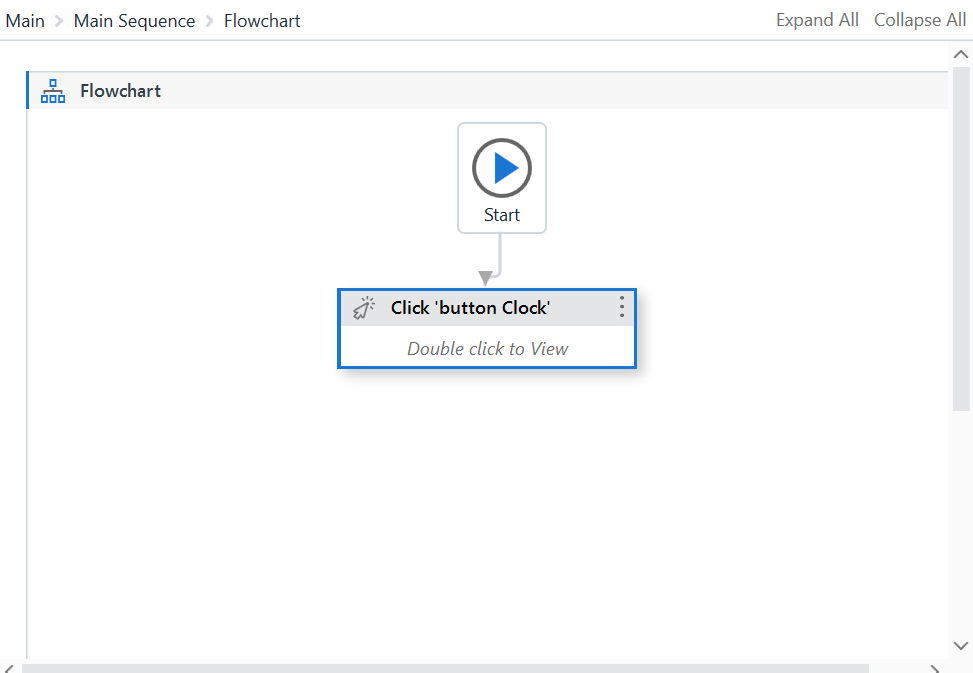 Main Main Sequence Flowchart Expand All Collapse All
Flowchart
Start
Click 'button Clock'
Double click to View